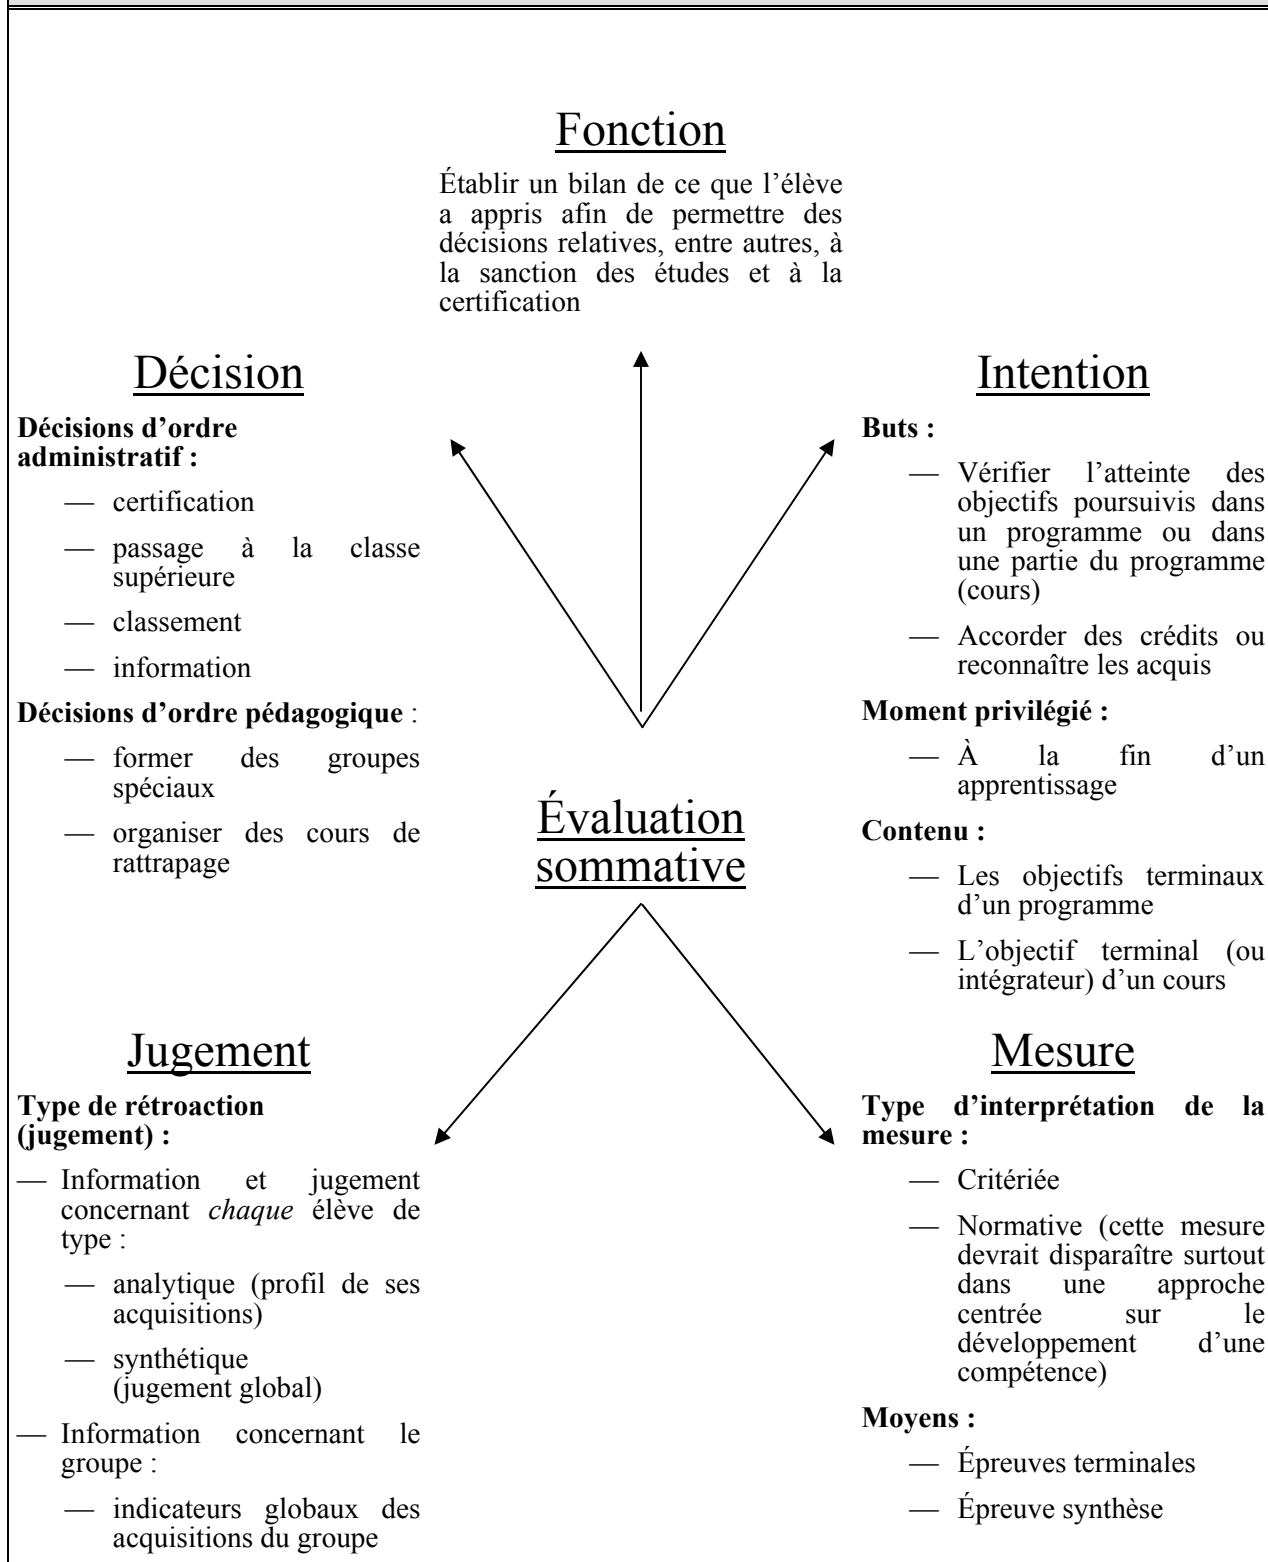 Fonction
Établir un bilan de ce que l’élève
a appris afin de permettre des
décisions relatives, entre autres, à
la sanction des études et à la
certification
Décision
Décisions d’ordre
administratif :
— certification
— passage à la classe
supérieure
— classement
— information
Décisions d’ordre pédagogique :
— former des groupes
spéciaux
— organiser des cours de
rattrapage
Intention
Buts :
— Vérifier l’atteinte des
objectifs poursuivis dans
un programme ou dans
une partie du programme
(cours)
— Accorder des crédits ou
reconnaître les acquis
Moment privilégié :
— À la fin d’un
apprentissage
Contenu :
— Les objectifs terminaux
d’un programme
— L’objectif terminal (ou
intégrateur) d’un cours
Évaluation
sommative
Jugement
Type de rétroaction
(jugement) :
— Information et jugement
concernant chaque élève de
type :
— analytique (profil de ses
acquisitions)
— synthétique
(jugement global)
— Information concernant le
groupe :
— indicateurs globaux des
acquisitions du groupe
Mesure
Type d’interprétation de la
mesure :
— Critériée
— Normative (cette mesure
devrait disparaître surtout
dans une approche
centrée sur le
développement d’une
compétence)
Moyens :
— Épreuves terminales
— Épreuve synthèse